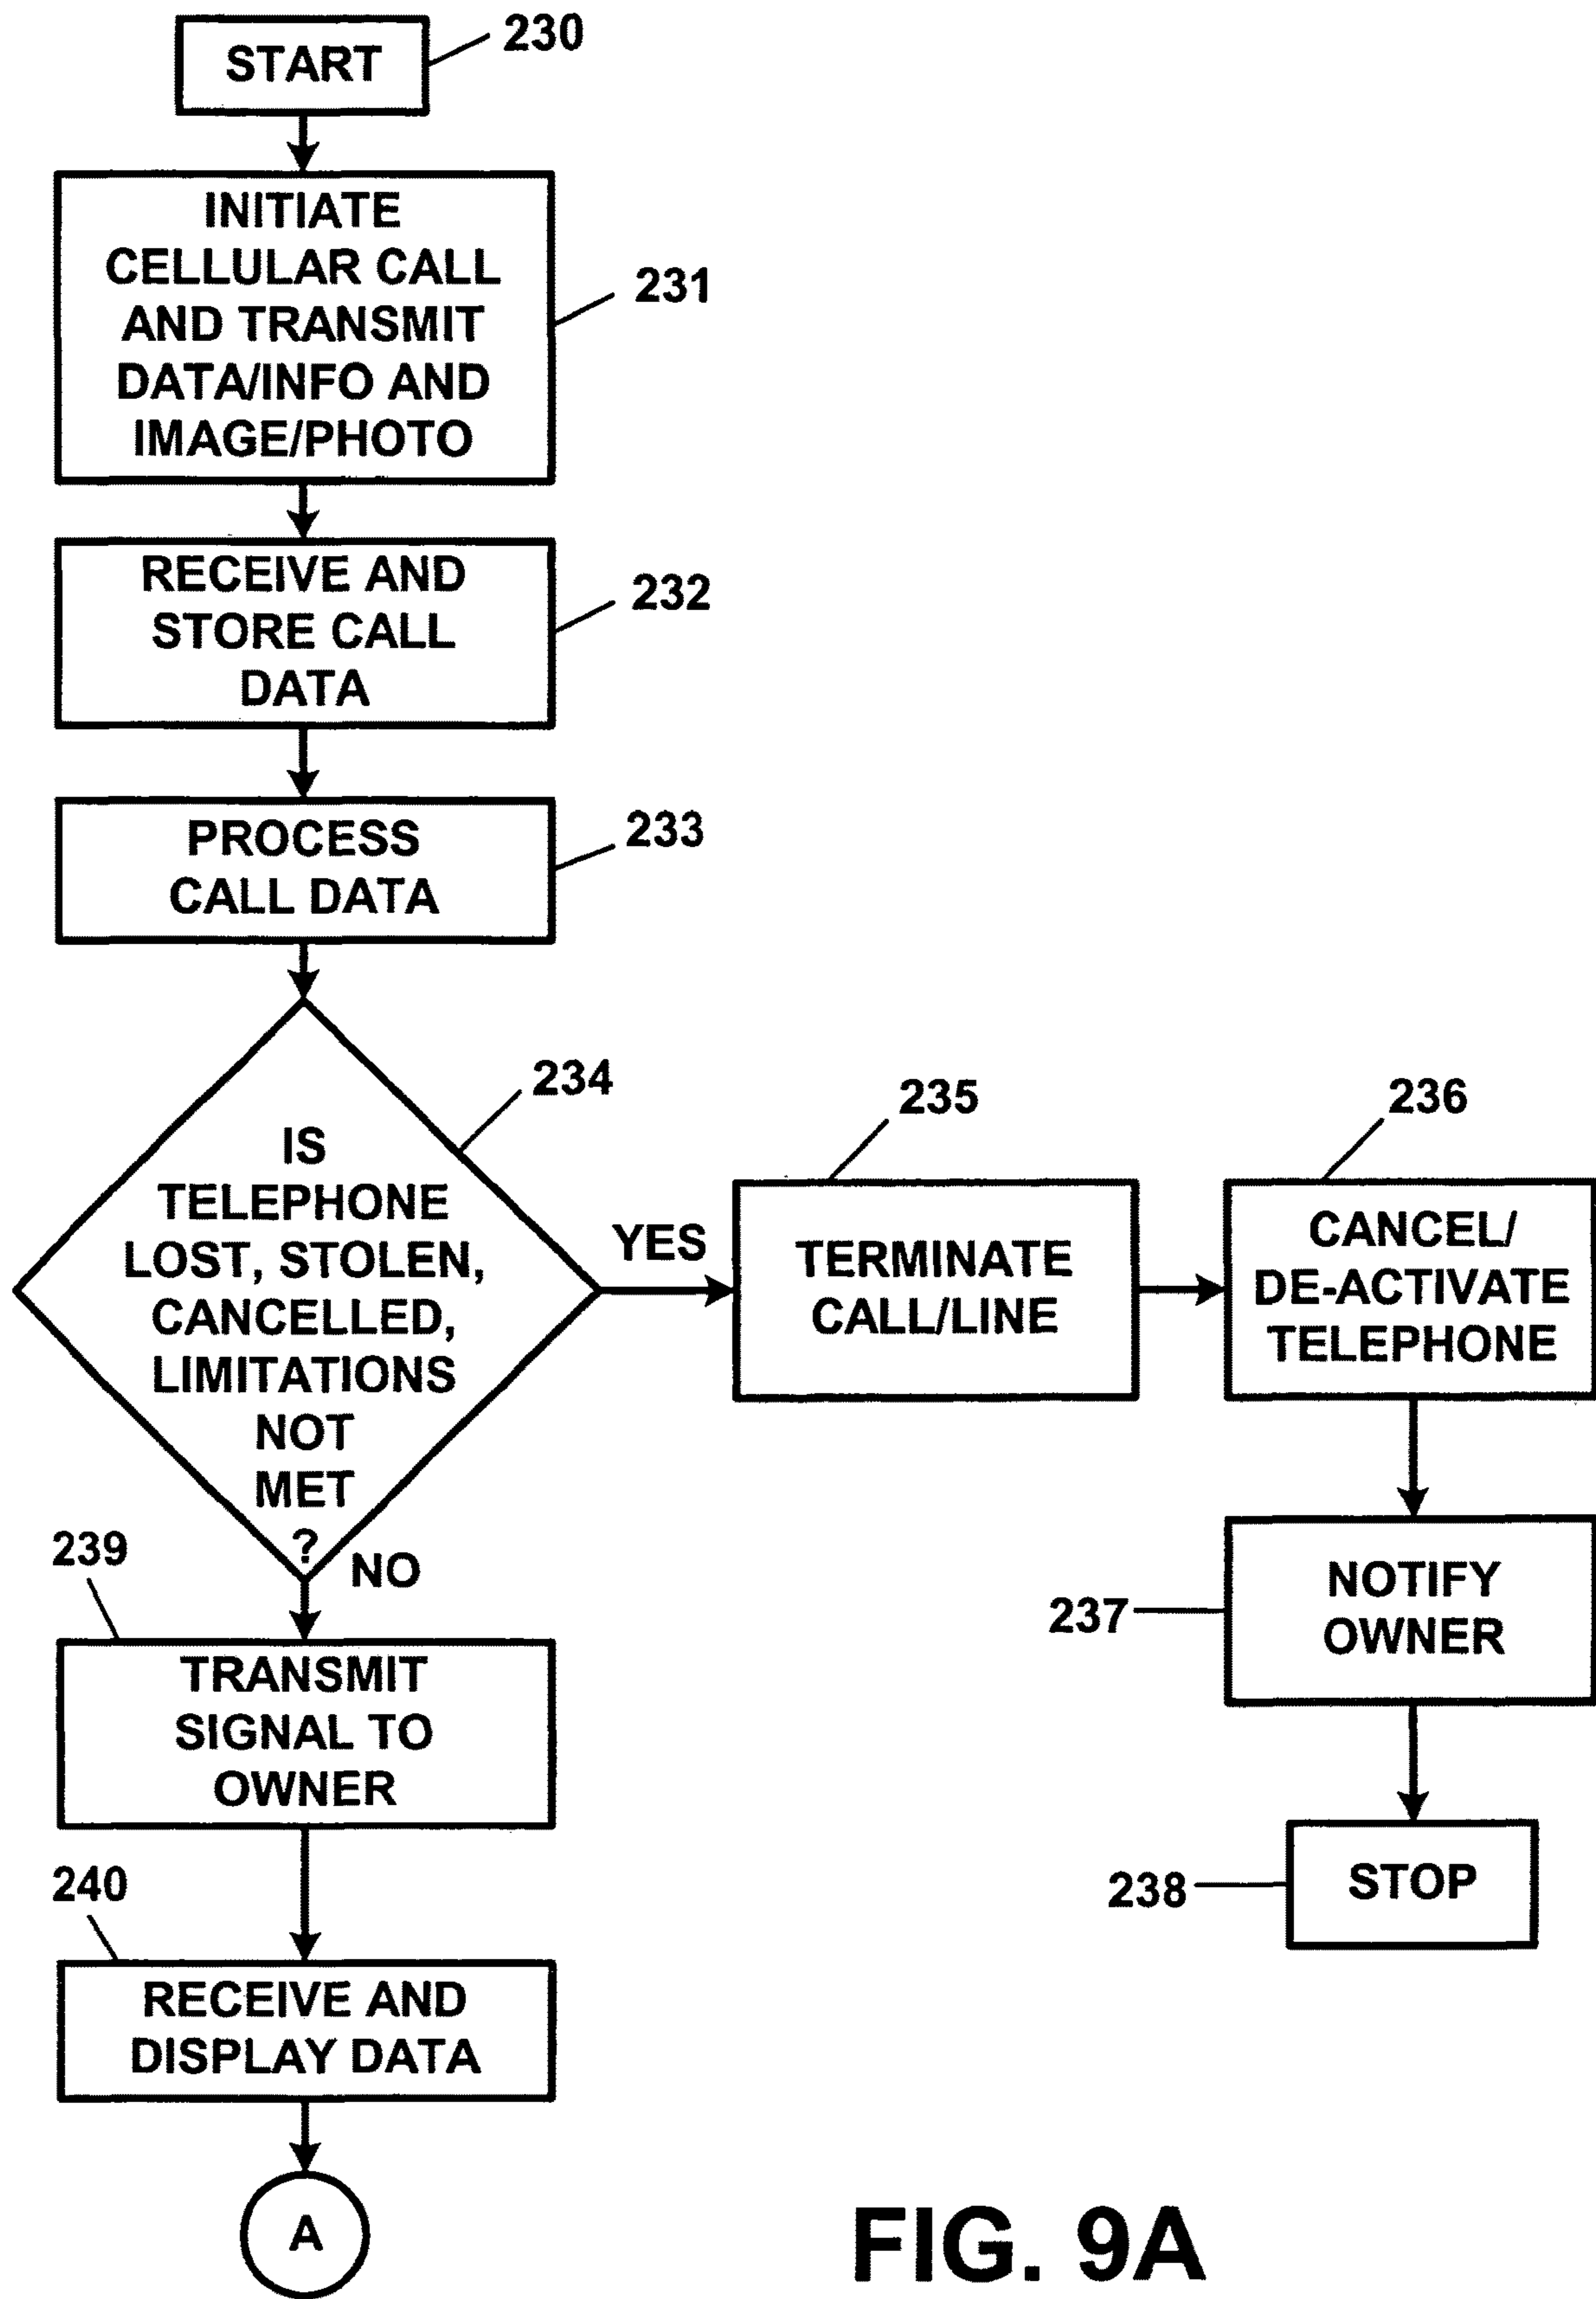 START
230
INITIATE
CELLULAR CALL
AND TRANSMIT
DATA/INFO AND
IMAGE/PHOTO
231
RECEIVE AND
STORE CALL
DATA
232
PROCESS
CALL DATA
233
IS
TELEPHONE
LOST, STOLEN,
CANCELLED,
LIMITATIONS
NOT
MET
?
234
YES
TERMINATE
CALL/LINE
235
CANCEL/
DE-ACTIVATE
TELEPHONE
236
NOTIFY
OWNER
237
STOP
238
NO
239
TRANSMIT
SIGNAL TO
OWNER
240
RECEIVE AND
DISPLAY DATA
A
FIG. 9A